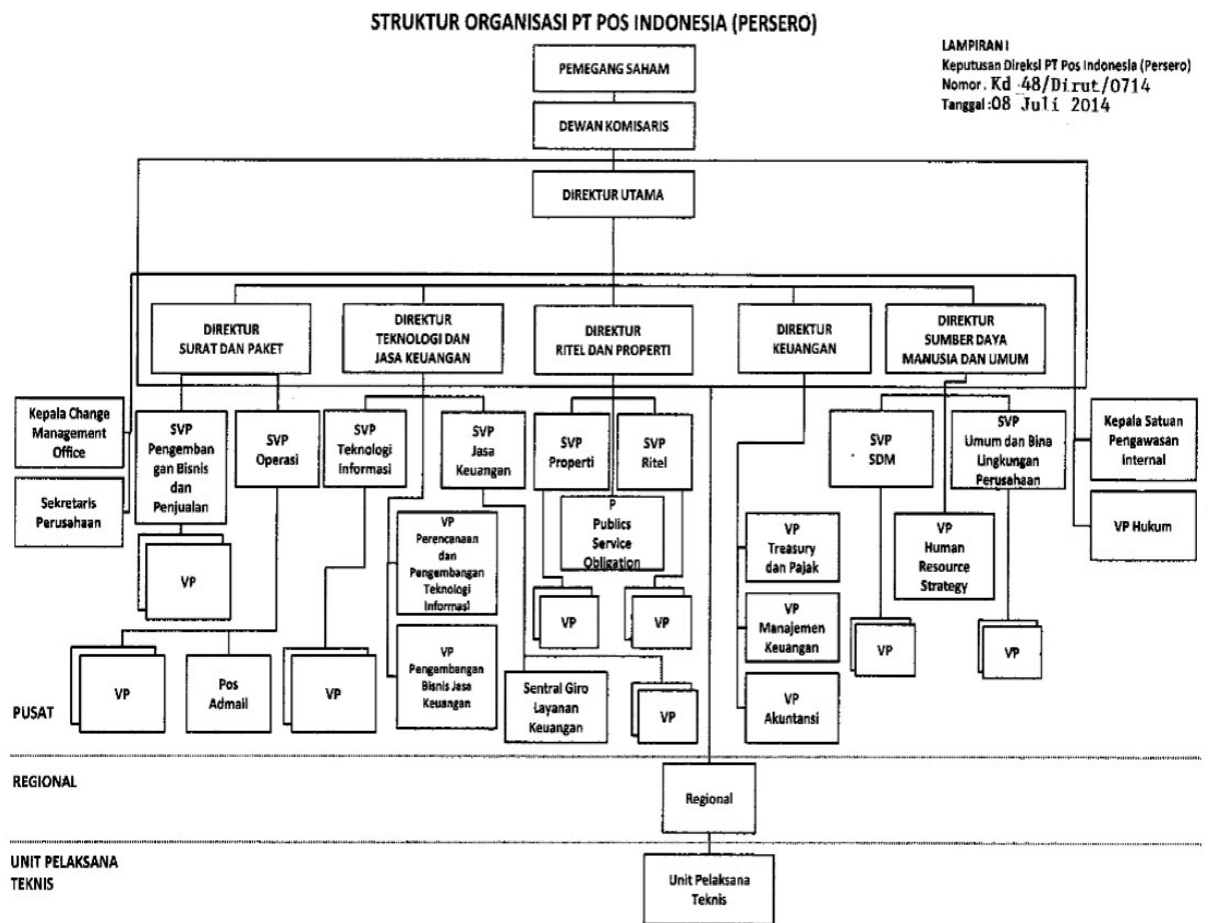 STRUKTUR ORGANISASI PT POS INDONESIA (PERSERO)
LAMPIRAN I
Keputusan Direksi PT Pos Indonesia (Persero)
Nomor. Kd 48/Dirut/0714
Tanggal :08 Juli 2014
PEMEGANG SAHAM
DEWAN KOMISARIS
DIREKTUR UTAMA
DIREKTUR
SURAT DAN PAKET
DIREKTUR
TEKNOLOGI DAN
JASA KEUANGAN
DIREKTUR
RITEL DAN PROPERTI
DIREKTUR
KEUANGAN
DIREKTUR
SUMBER DAYA
MANUSIA DAN UMUM
Kepala Change
Management
Office
Sekretaris
Perusahaan
SVP
Pengemban
gan Bisnis
dan
Penjualan
SVP
Operasi
SVP
Teknologi
Informasi
SVP
Jasa
Keuangan
SVP
Properti
SVP
Ritel
SVP
SDM
SVP
Umum dan Bina
Lingkungan
Perusahaan
Kepala Satuan
Pengawasan
Internal
VP Hukum
VP
VP
Perencanaan
dan
Pengembangan
Teknologi
Informasi
P
Publics
Service
Obligation
VP
Treasury
dan Pajak
VP
Human
Resource
Strategy
VP
VP
VP
Manajemen
Keuangan
VP
VP
VP
Pos
Admail
VP
VP
Pengembangan
Bisnis Jasa
Keuangan
Sentral Giro
Layanan
Keuangan
VP
VP
Akuntansi
PUSAT
REGIONAL
Regional
UNIT PELAKSANA
TEKNIS
Unit Pelaksana
Teknis